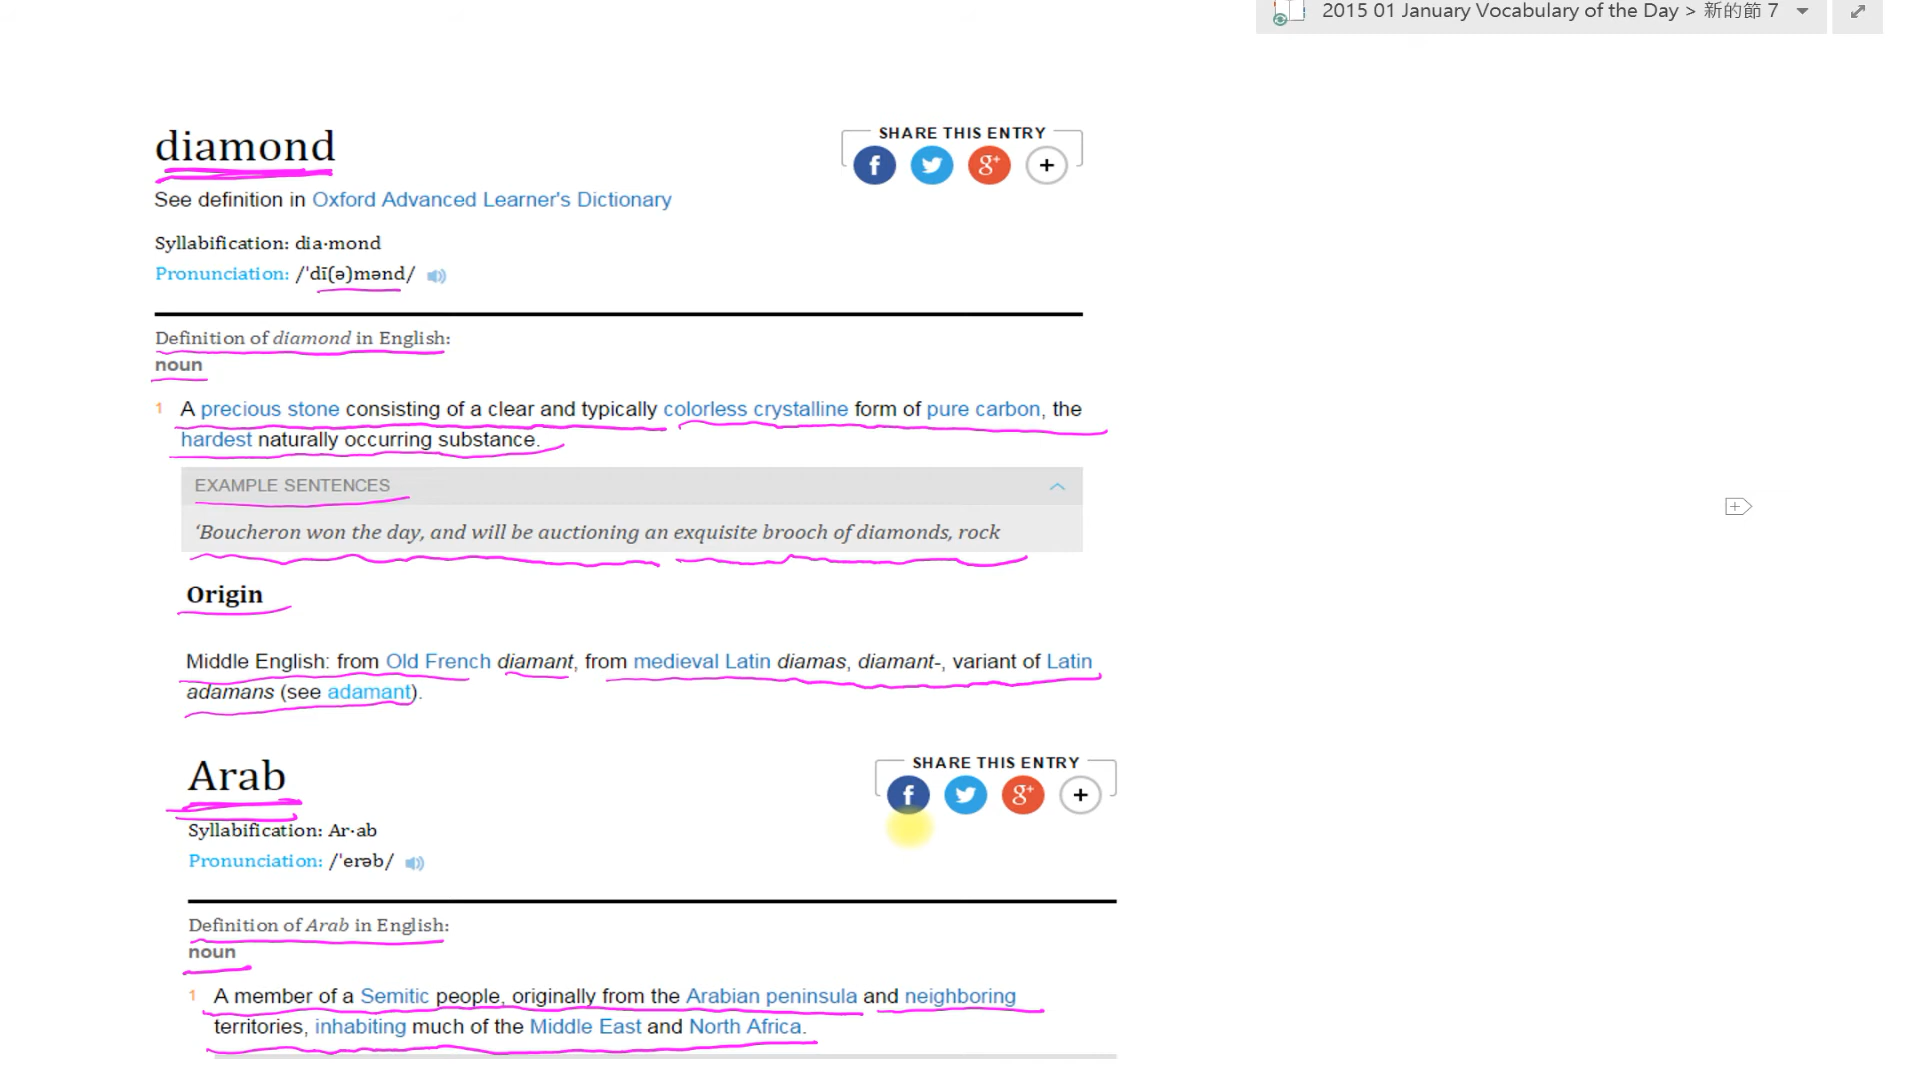 2015 01 January Vocabulary of the Day > 新的節 7
diamond
SHARE THIS ENTRY
f g+ +
See definition in Oxford Advanced Learner's Dictionary
Syllabification: dia·mond
Pronunciation: /ˈdī(ə)mənd/
Definition of diamond in English:
noun
1 A precious stone consisting of a clear and typically colorless crystalline form of pure carbon, the
hardest naturally occurring substance.
EXAMPLE SENTENCES
‘Boucheron won the day, and will be auctioning an exquisite brooch of diamonds, rock
Origin
Middle English: from Old French diamant, from medieval Latin diamas, diamant-, variant of Latin
adamans (see adamant).
Arab
SHARE THIS ENTRY
f g+ +
Syllabification: Ar·ab
Pronunciation: /ˈerəb/
Definition of Arab in English:
noun
1 A member of a Semitic people, originally from the Arabian peninsula and neighboring
territories, inhabiting much of the Middle East and North Africa.